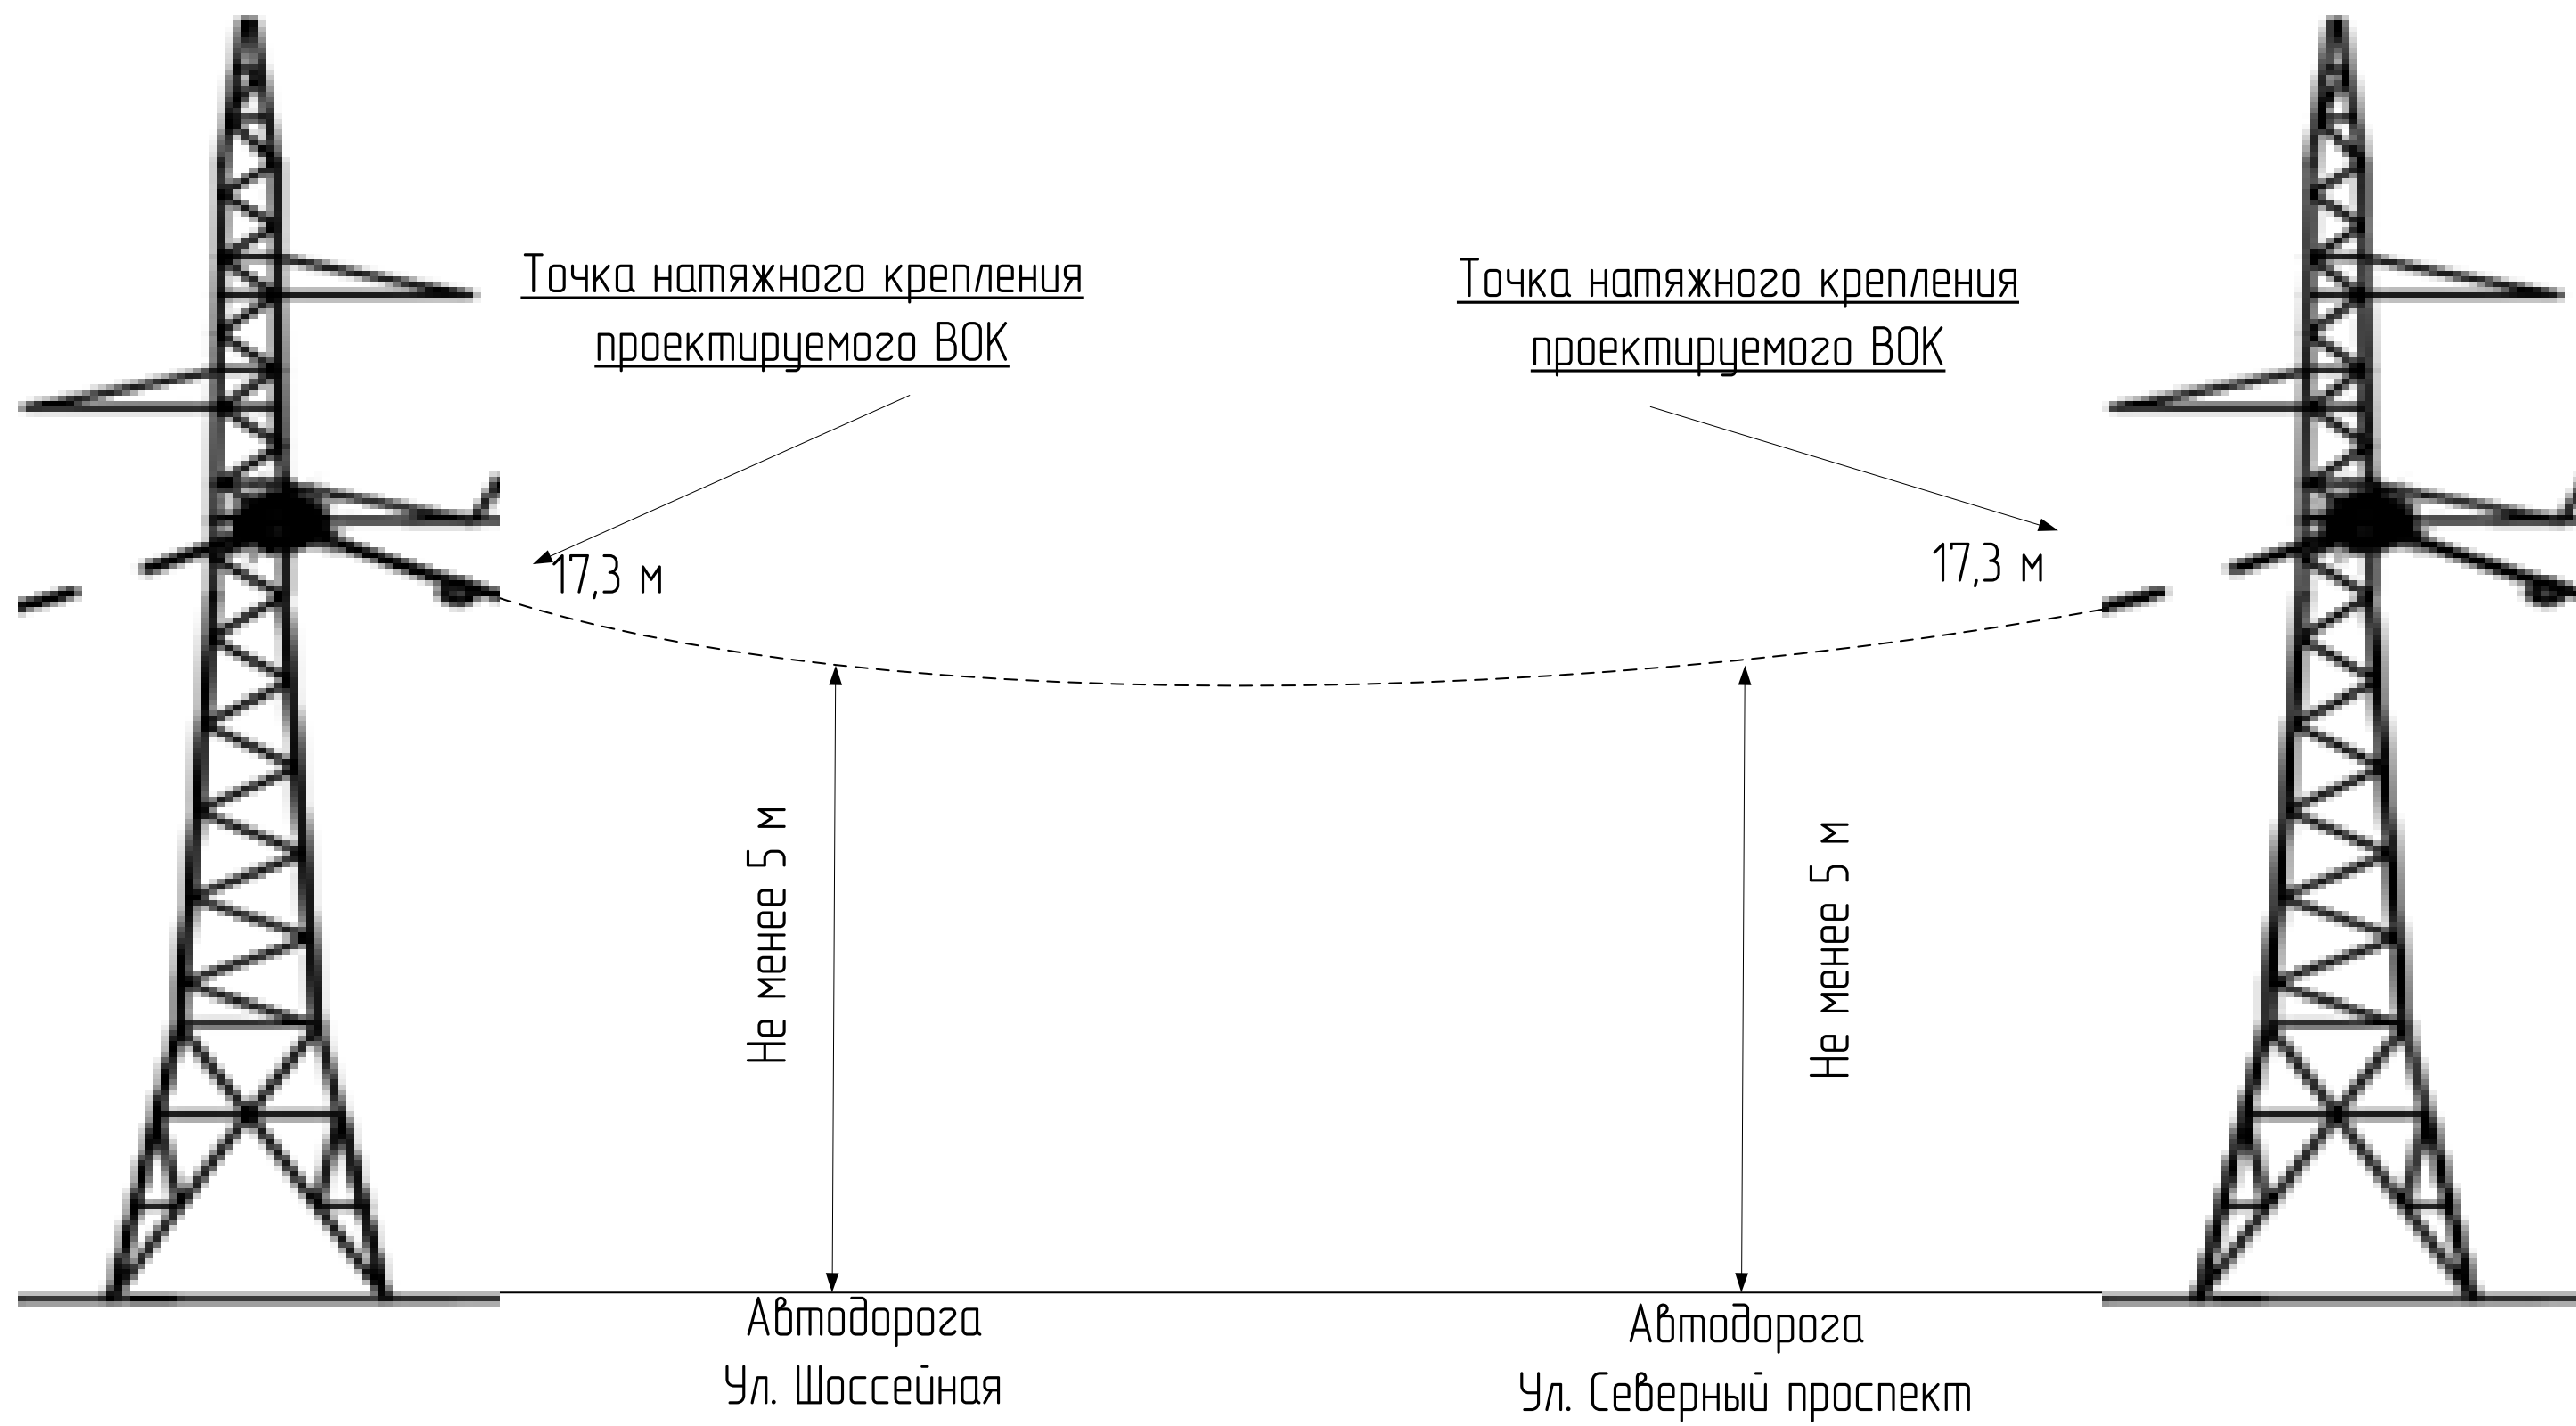 Точка натяжного крепления
проектируемого ВОК
Точка натяжного крепления
проектируемого ВОК
17,3 м
17,3 м
Не менее 5 м
Не менее 5 м
Автодорога
Ул. Шоссейная
Автодорога
Ул. Северный проспект